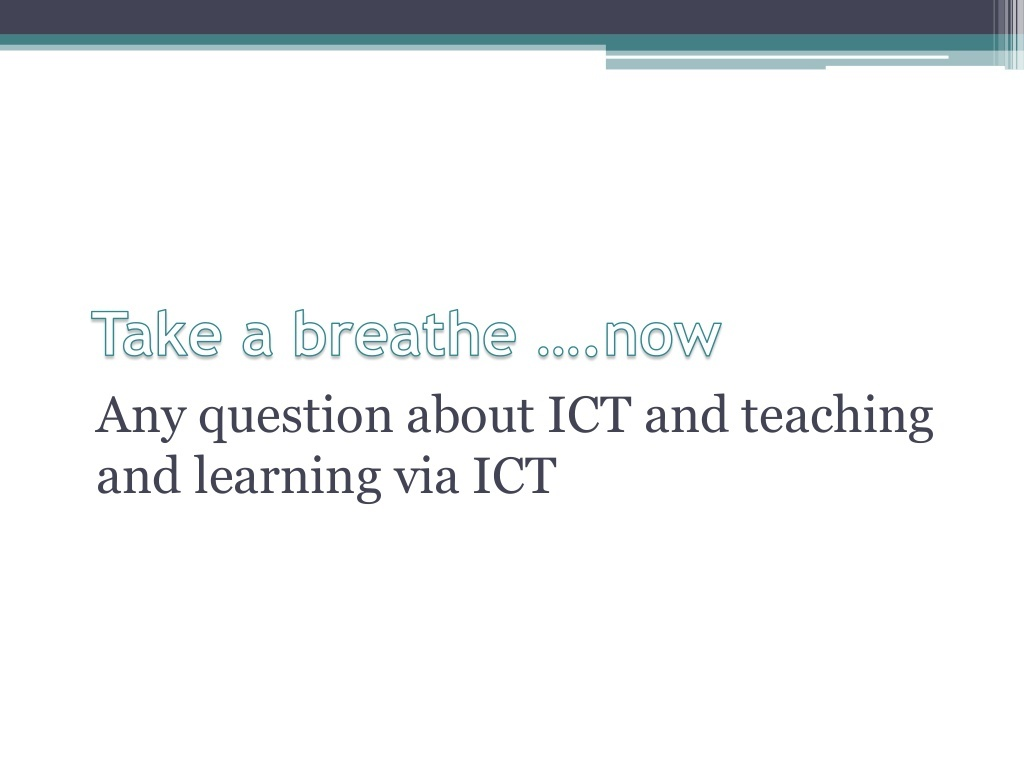 Take a breathe ....now
Any question about ICT and teaching
and learning via ICT